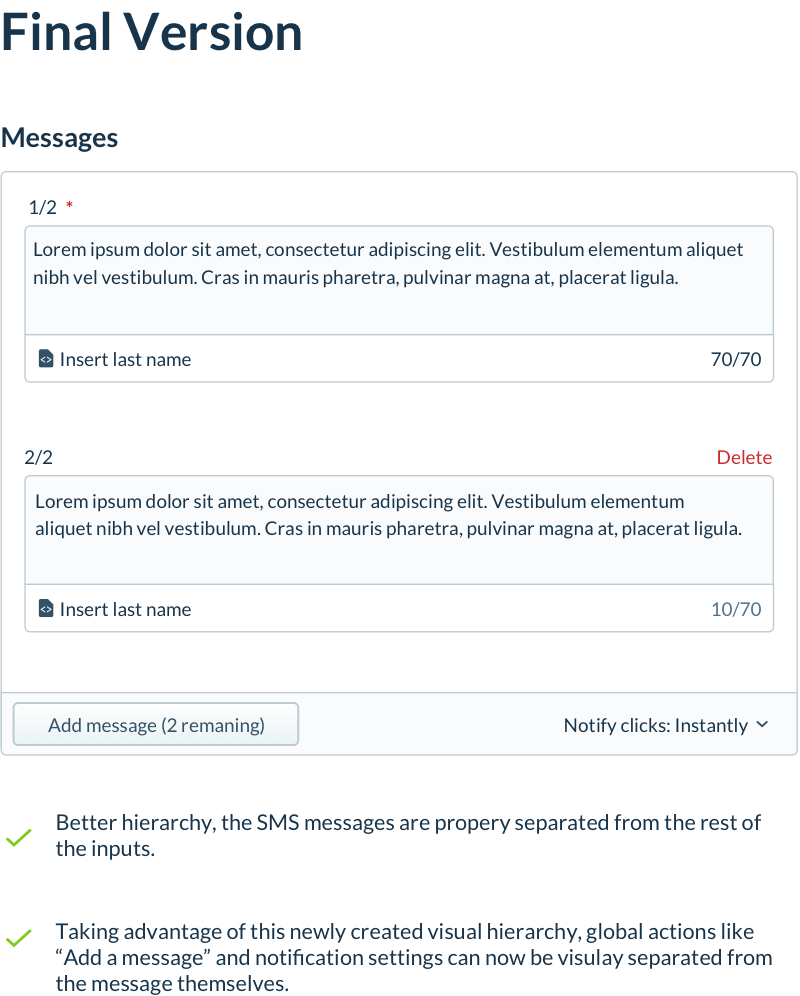 Final Version
Messages
1/2 *
Lorem ipsum dolor sit amet, consectetur adipiscing elit. Vestibulum elementum aliquet
nibh vel vestibulum. Cras in mauris pharetra, pulvinar magna at, placerat ligula.
Insert last name 70/70
2/2 Delete
Lorem ipsum dolor sit amet, consectetur adipiscing elit. Vestibulum elementum
aliquet nibh vel vestibulum. Cras in mauris pharetra, pulvinar magna at, placerat ligula.
Insert last name 10/70
Add message (2 remaning) Notify clicks: Instantly
Better hierarchy, the SMS messages are propery separated from the rest of
the inputs.
Taking advantage of this newly created visual hierarchy, global actions like
“Add a message” and notification settings can now be visulay separated from
the message themselves.